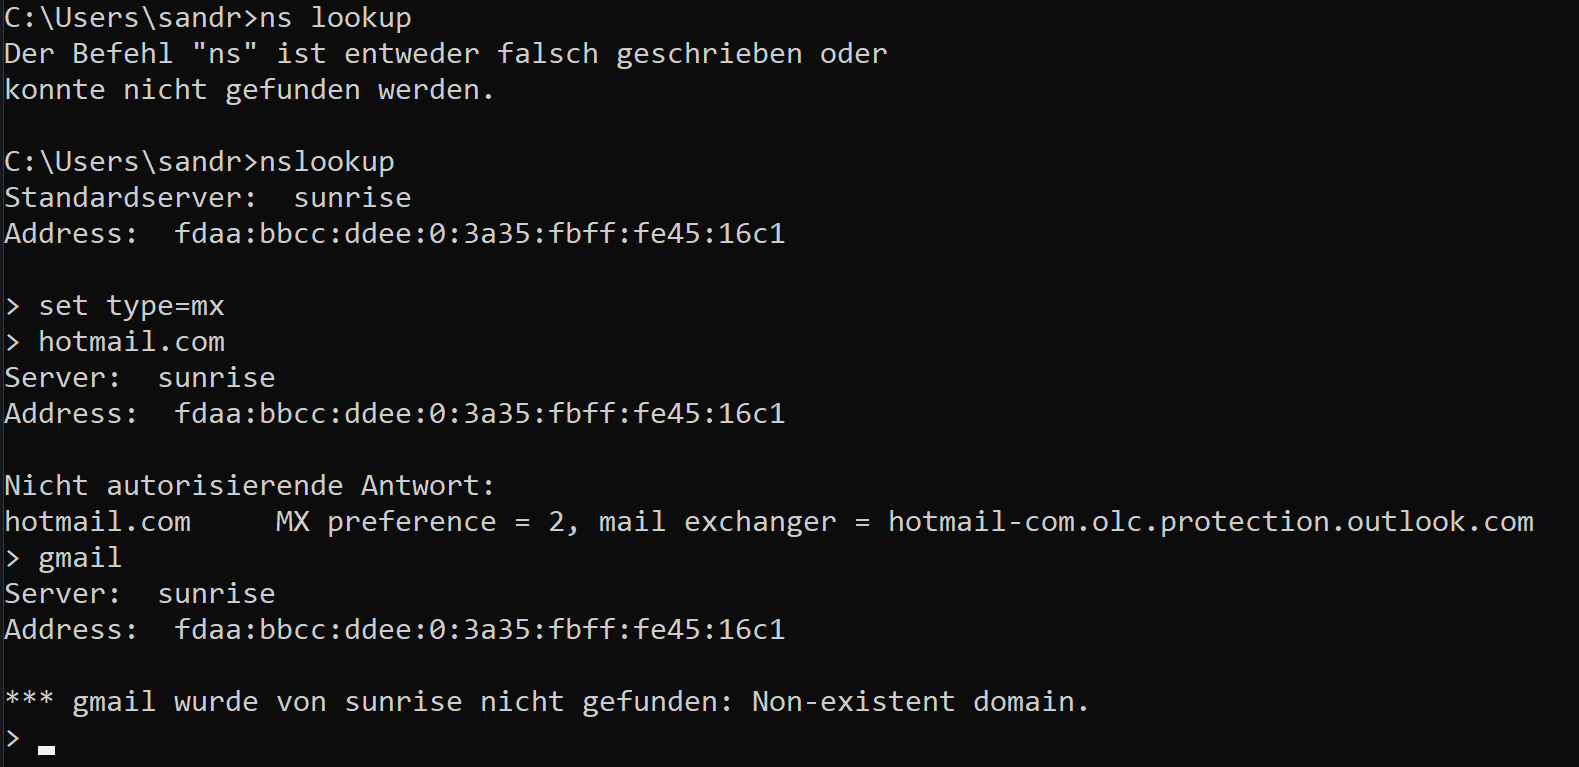 C:\Users\sandr>ns lookup
Der Befehl "ns" ist entweder falsch geschrieben oder
konnte nicht gefunden werden.
C:\Users\sandr>nslookup
Standardserver:  sunrise
Address:  fdaa:bbcc:ddee:0:3a35:fbff:fe45:16c1
> set type=mx
> hotmail.com
Server:  sunrise
Address:  fdaa:bbcc:ddee:0:3a35:fbff:fe45:16c1
Nicht autorisierende Antwort:
hotmail.com     MX preference = 2, mail exchanger = hotmail-com.olc.protection.outlook.com
> gmail
Server:  sunrise
Address:  fdaa:bbcc:ddee:0:3a35:fbff:fe45:16c1
*** gmail wurde von sunrise nicht gefunden: Non-existent domain.
>